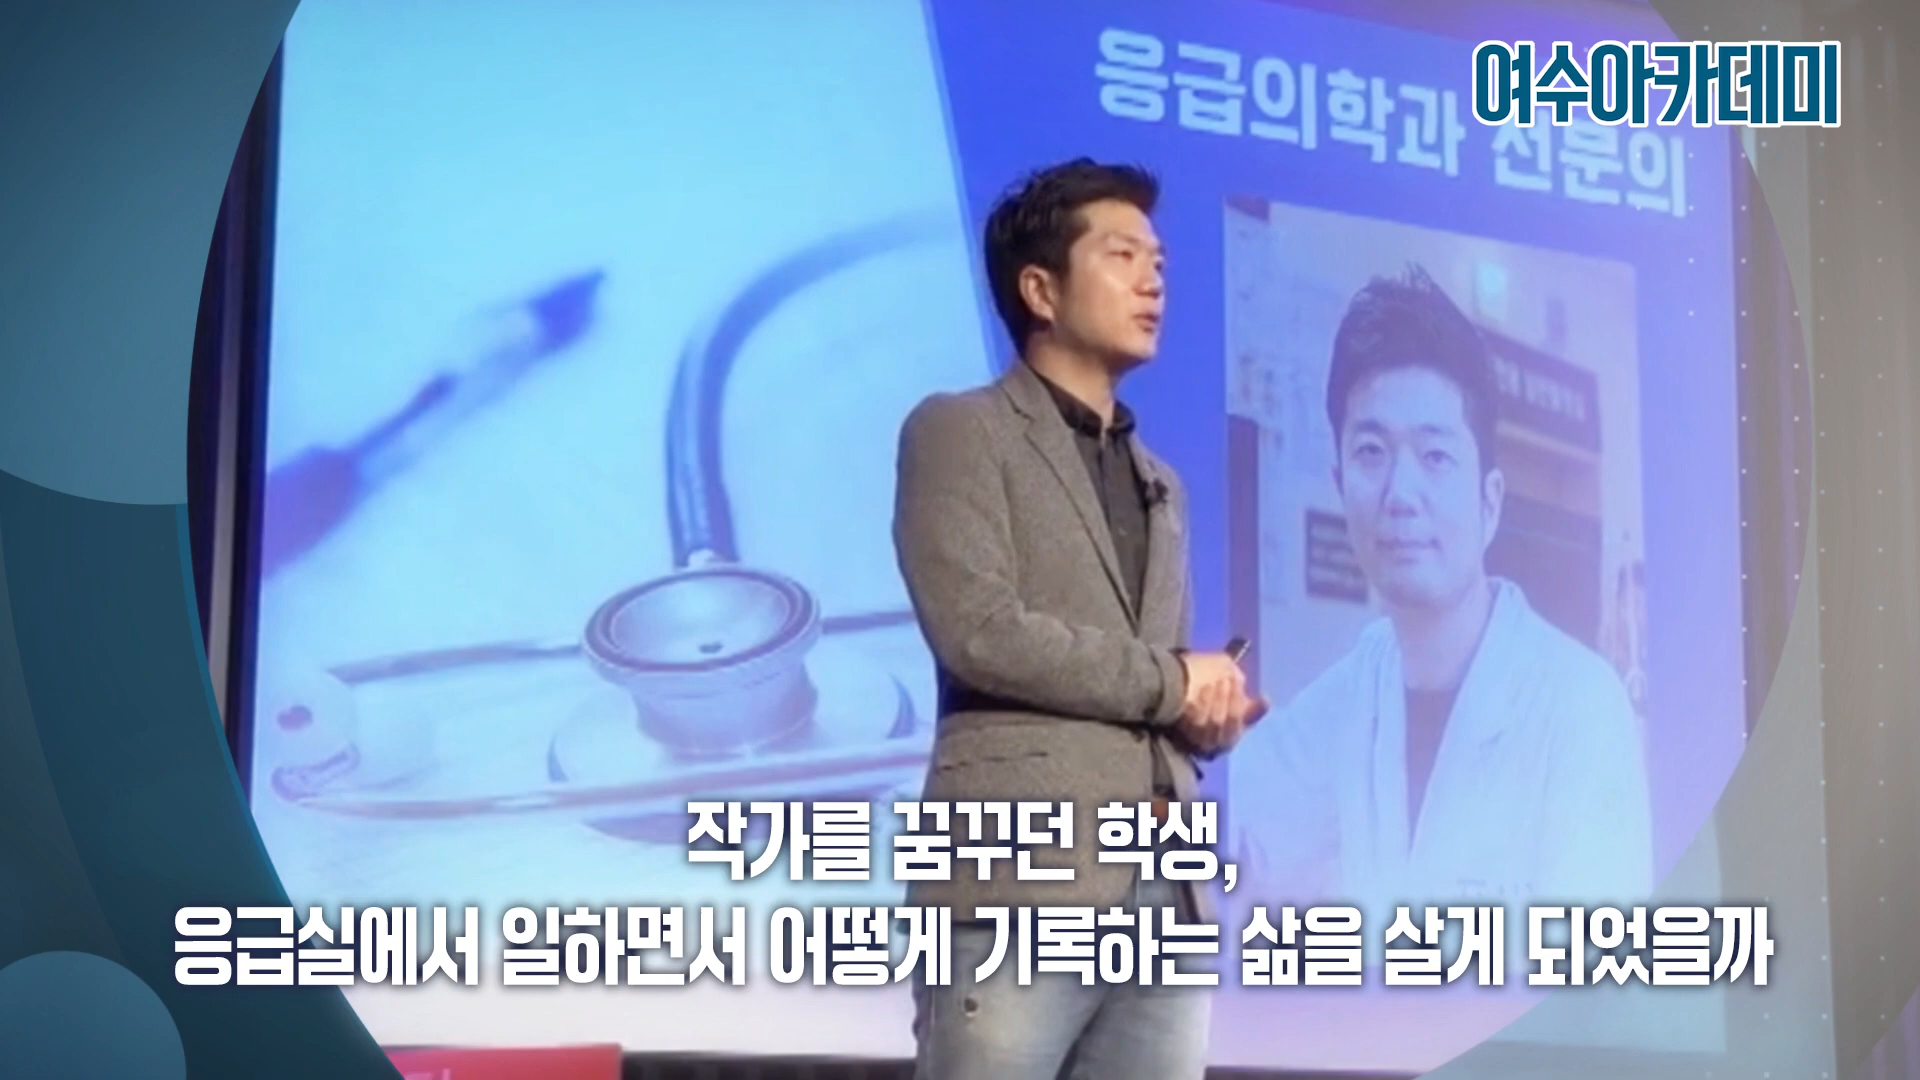 여수아카데미
응급의학과 전문의
작가를 꿈꾸던 학생,
응급실에서 일하면서 어떻게 기록하는 삶을 살게 되었을까